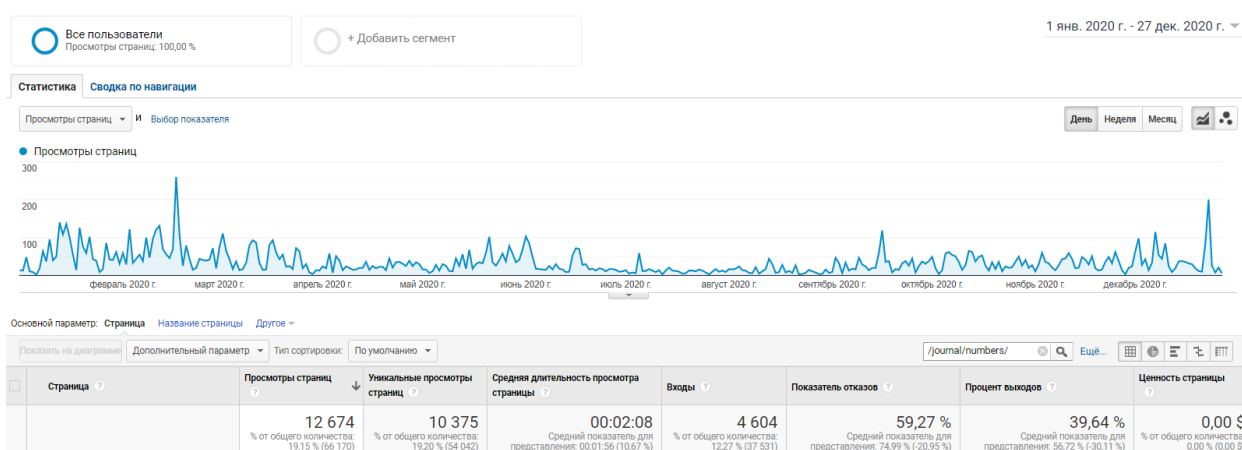 Все пользователи
Просмотры страниц: 100,00 %
+ Добавить сегмент
1 янв. 2020 г. - 27 дек. 2020 г.
Статистика Сводка по навигации
Просмотры страниц и Выбор показателя
День Неделя Месяц
Просмотры страниц
300
200
100
февраль 2020 г. март 2020 г. апрель 2020 г. май 2020 г. июнь 2020 г. июль 2020 г. август 2020 г. сентябрь 2020 г. октябрь 2020 г. ноябрь 2020 г. декабрь 2020 г.
Основной параметр: Страница Название страницы Другое
Показать на диаграмме Дополнительный параметр Тип сортировки: По умолчанию /journal/numbers/ Ещё...
Страница ? Просмотры страниц ? Уникальные просмотры страниц ? Средняя длительность просмотра страницы ? Входы ? Показатель отказов ? Процент выходов ? Ценность страницы ?
12 674 10 375 00:02:08 4 604 59,27 % 39,64 % 0,00 $
% от общего количества: % от общего количества: Средний показатель для % от общего количества: Средний показатель для Средний показатель для % от общего количества:
19,15 % (66 170) 19,20 % (54 042) представления: 00:01:56 (10,67 %) 12,27 % (37 531) представления: 74,99 % (-20,95 %) представления: 56,72 % (-30,11 %) 0,00 % (0,00 $